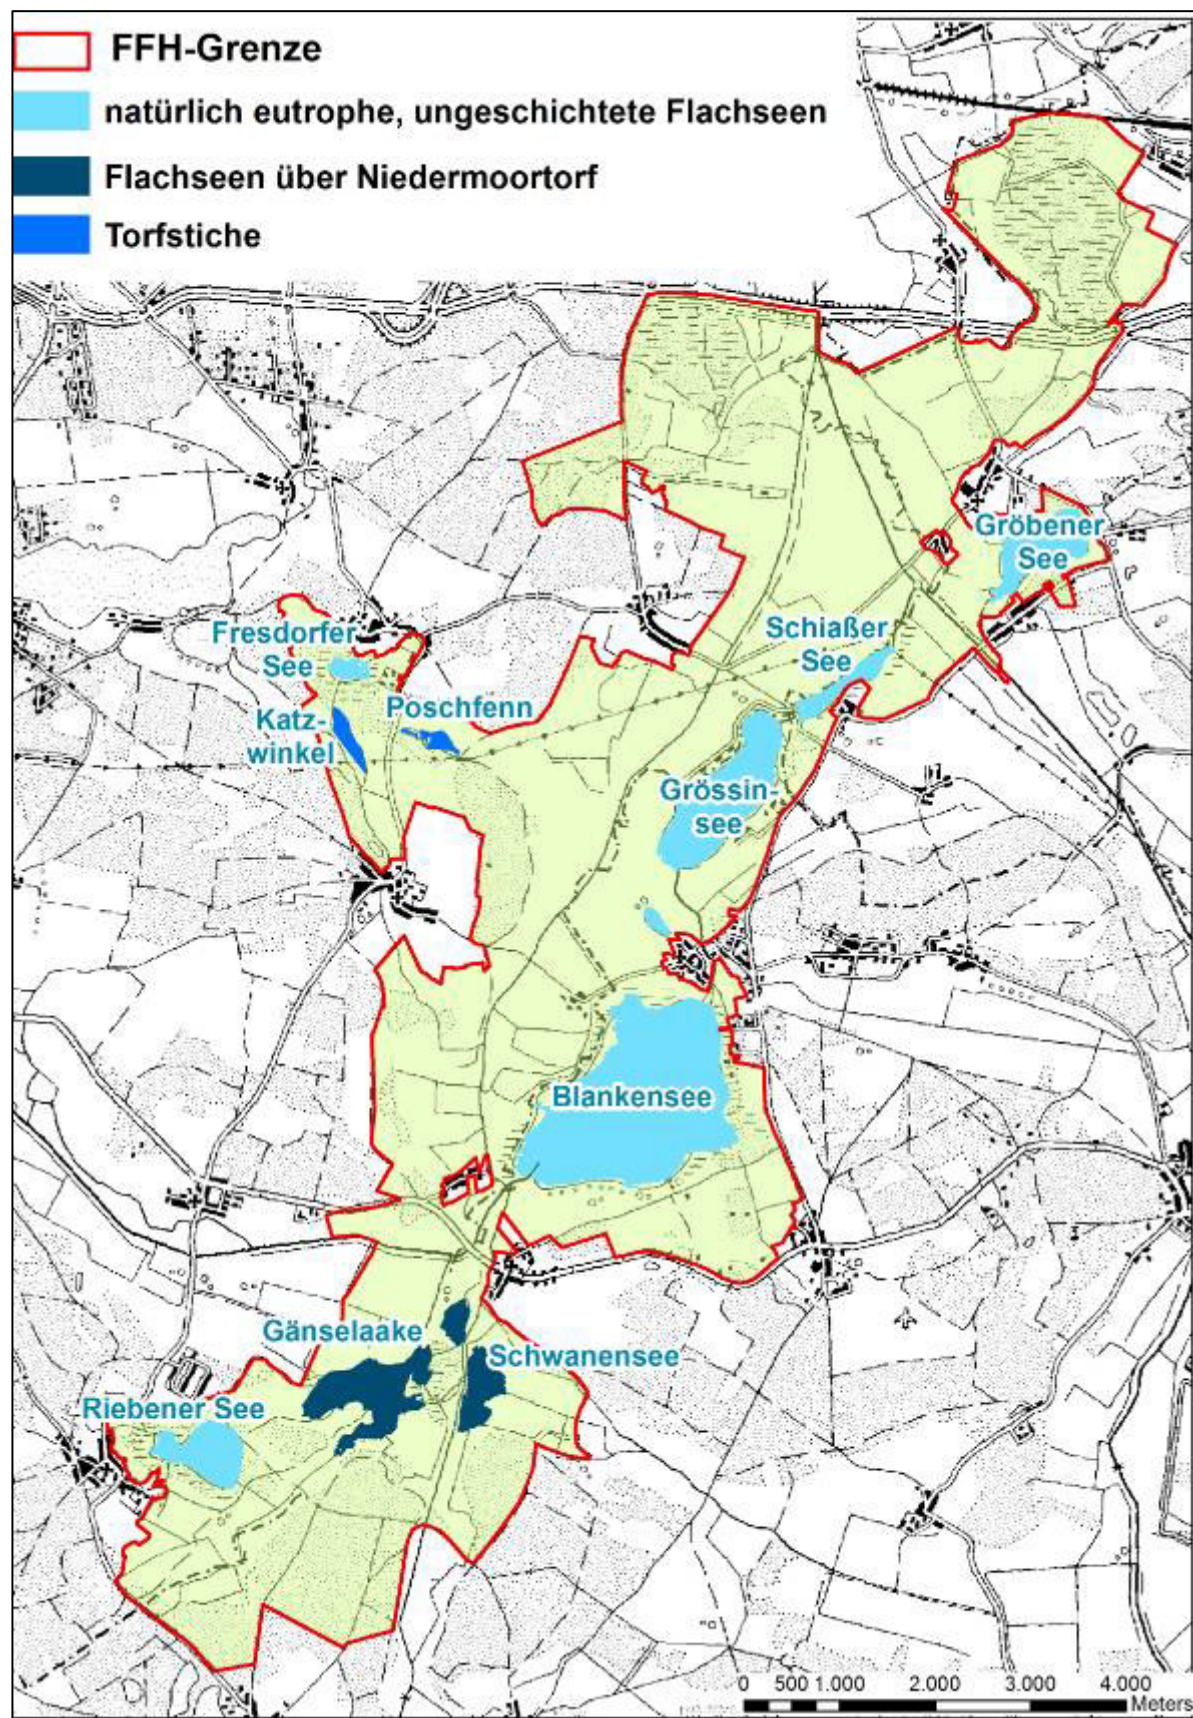 FFH-Grenze
natürlich eutrophe, ungeschichtete Flachseen
Flachseen über Niedermoortorf
Torfstiche
Gröbener
See
Fresdorfer
See
Schiaßer
See
Katz-
winkel
Poschfenn
Grössin-
see
Blankensee
Gänselaake
Schwanensee
Riebener See
0 500 1.000 2.000 3.000 4.000
Meters